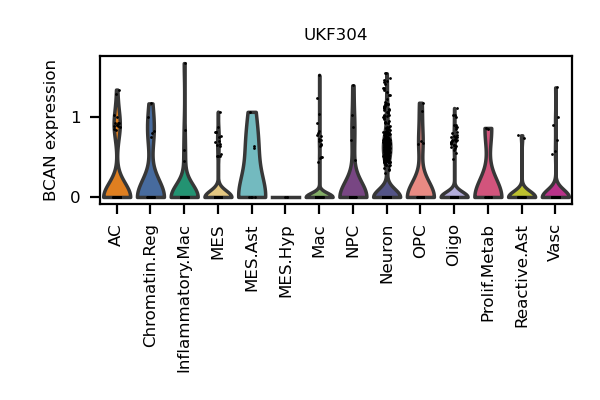 UKF304
BCAN expression
1
0
AC
Chromatin.Reg
Inflammatory.Mac
MES
MES.Ast
MES.Hyp
Mac
NPC
Neuron
OPC
Oligo
Prolif.Metab
Reactive.Ast
Vasc